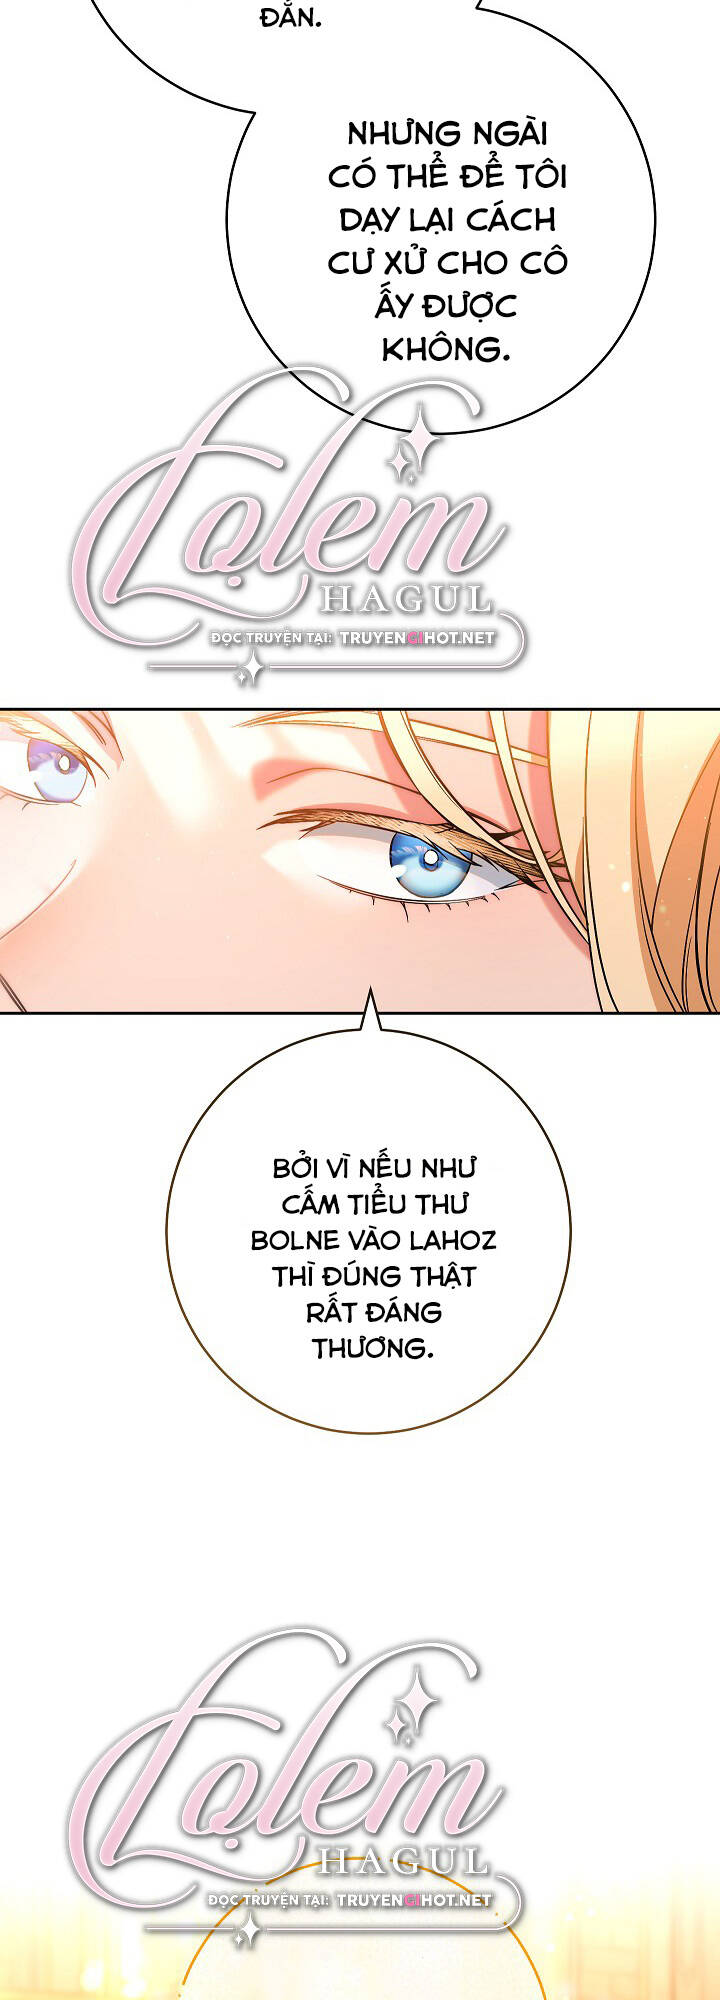 ĐẮN.
NHƯNG NGÀI
CÓ THỂ ĐỂ TÔI
DẠY LẠI CÁCH
CƯ XỬ CHO CÔ
ẤY ĐƯỢC
KHÔNG.
Lọlem
HAGUL
ĐỌC TRUYỆN TẠI: TRUYENGIHOT.NET
BỞI VÌ NẾU NHƯ
CẤM TIỂU THƯ
BOLNE VÀO LAHOZ
THÌ ĐÚNG THẬT
RẤT ĐÁNG
THƯƠNG.
Lọlem
HAGUL
ĐỌC TRUYỆN TẠI: TRUYENGIHOT.NET